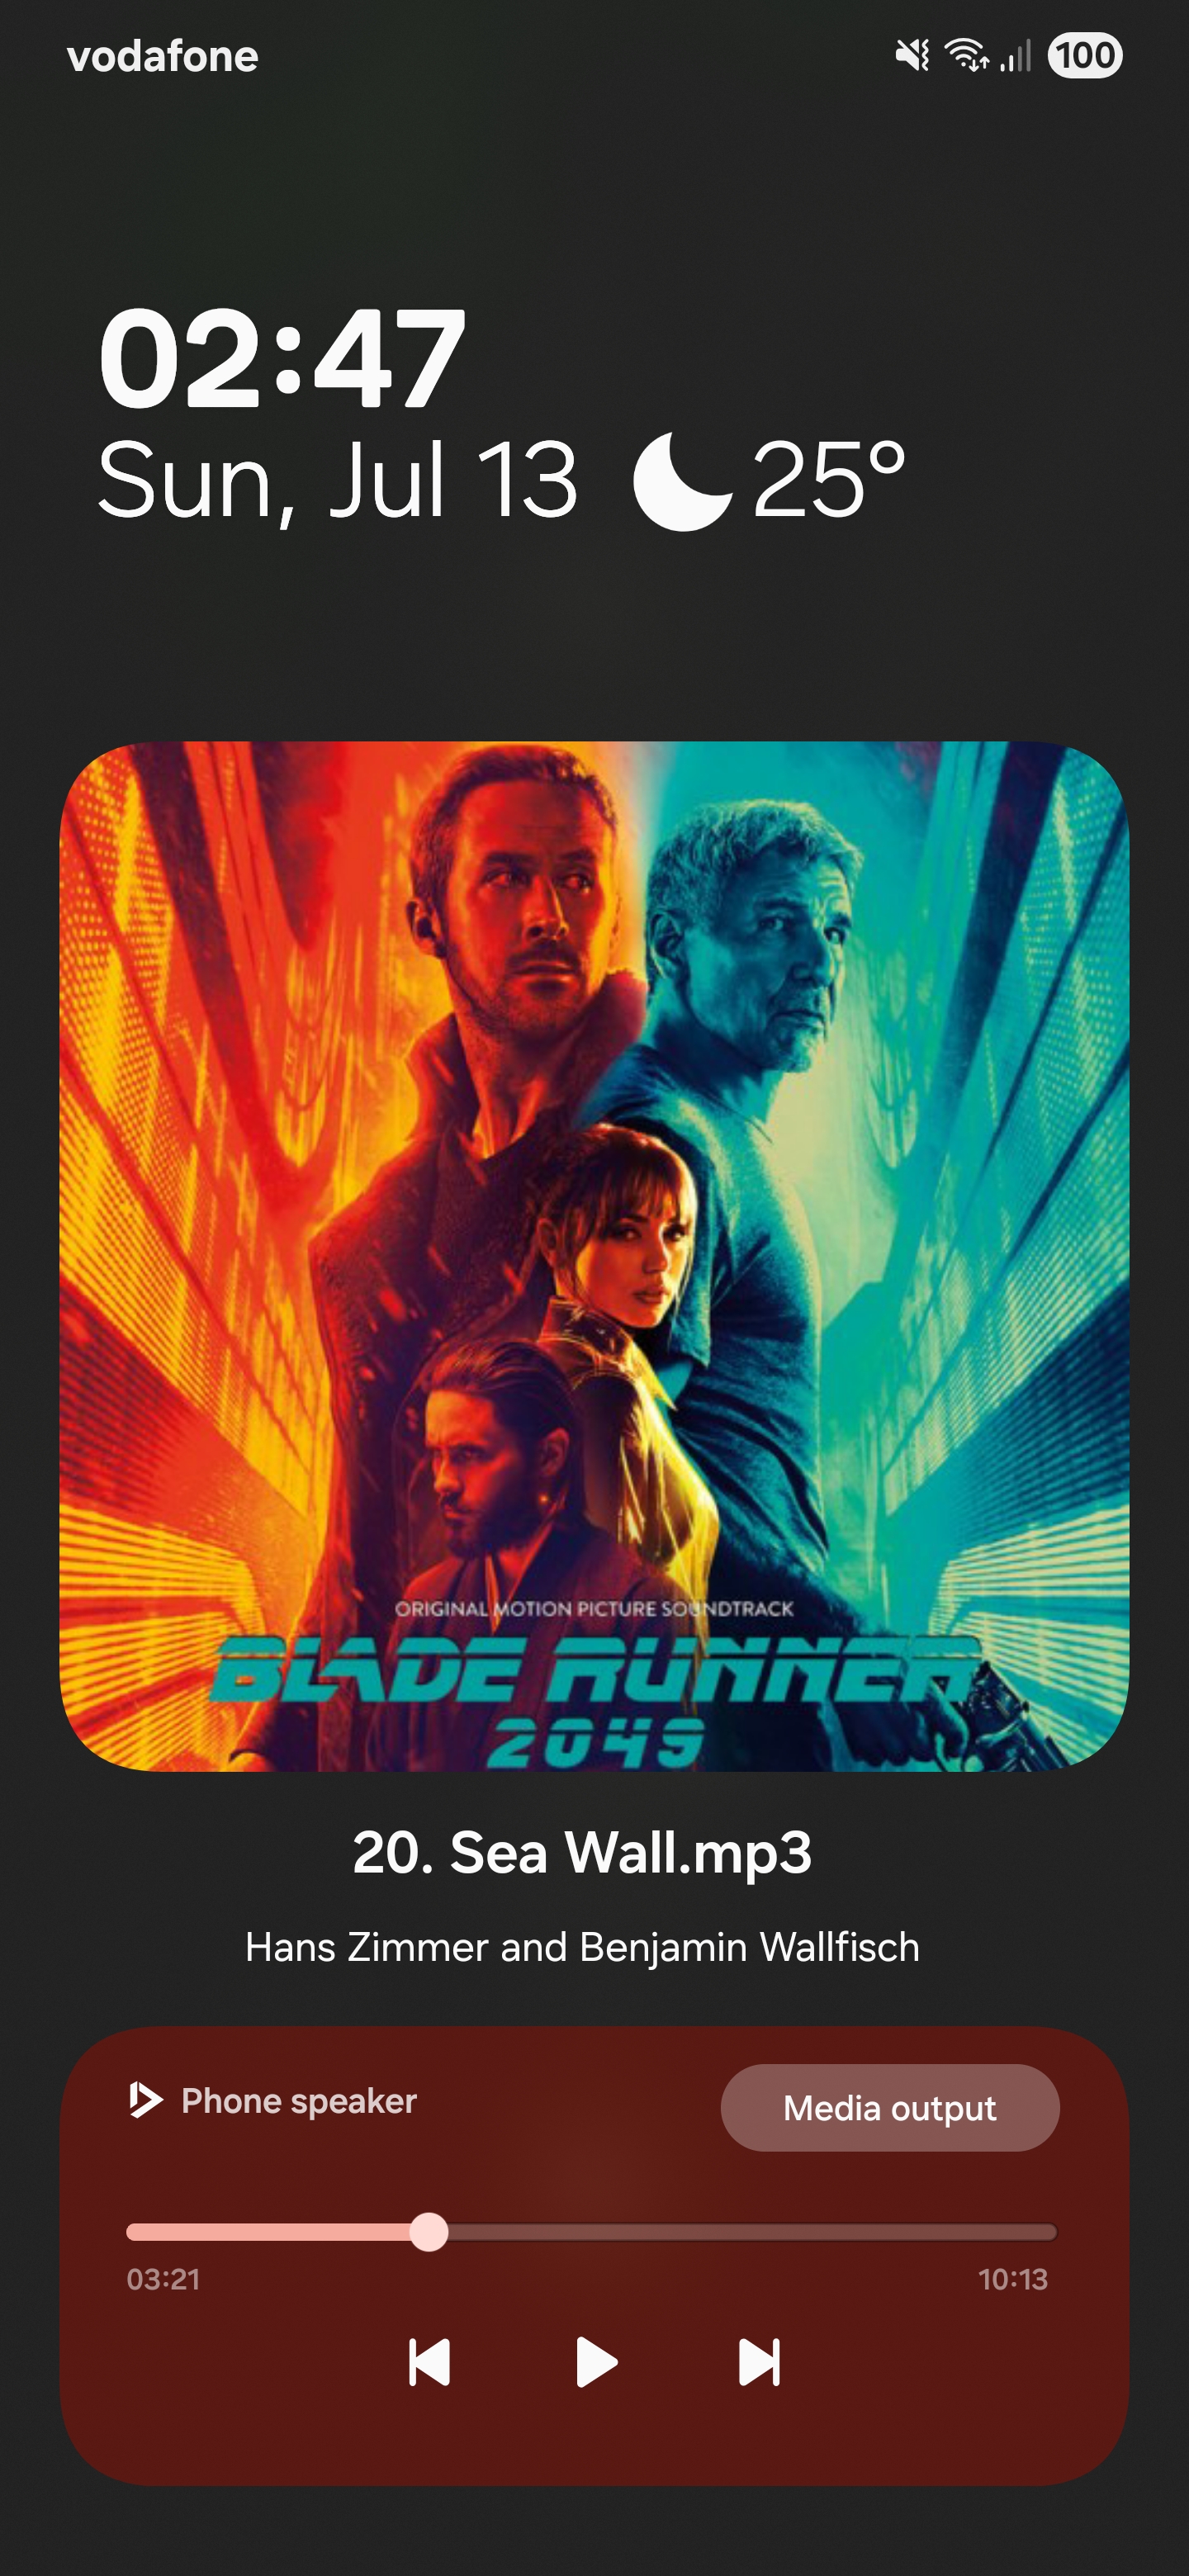 vodafone 100
02:47
Sun, Jul 13 25°
ORIGINAL MOTION PICTURE SOUNDTRACK
BLADE RUNNER
2049
20. Sea Wall.mp3
Hans Zimmer and Benjamin Wallfisch
Phone speaker Media output
03:21 10:13